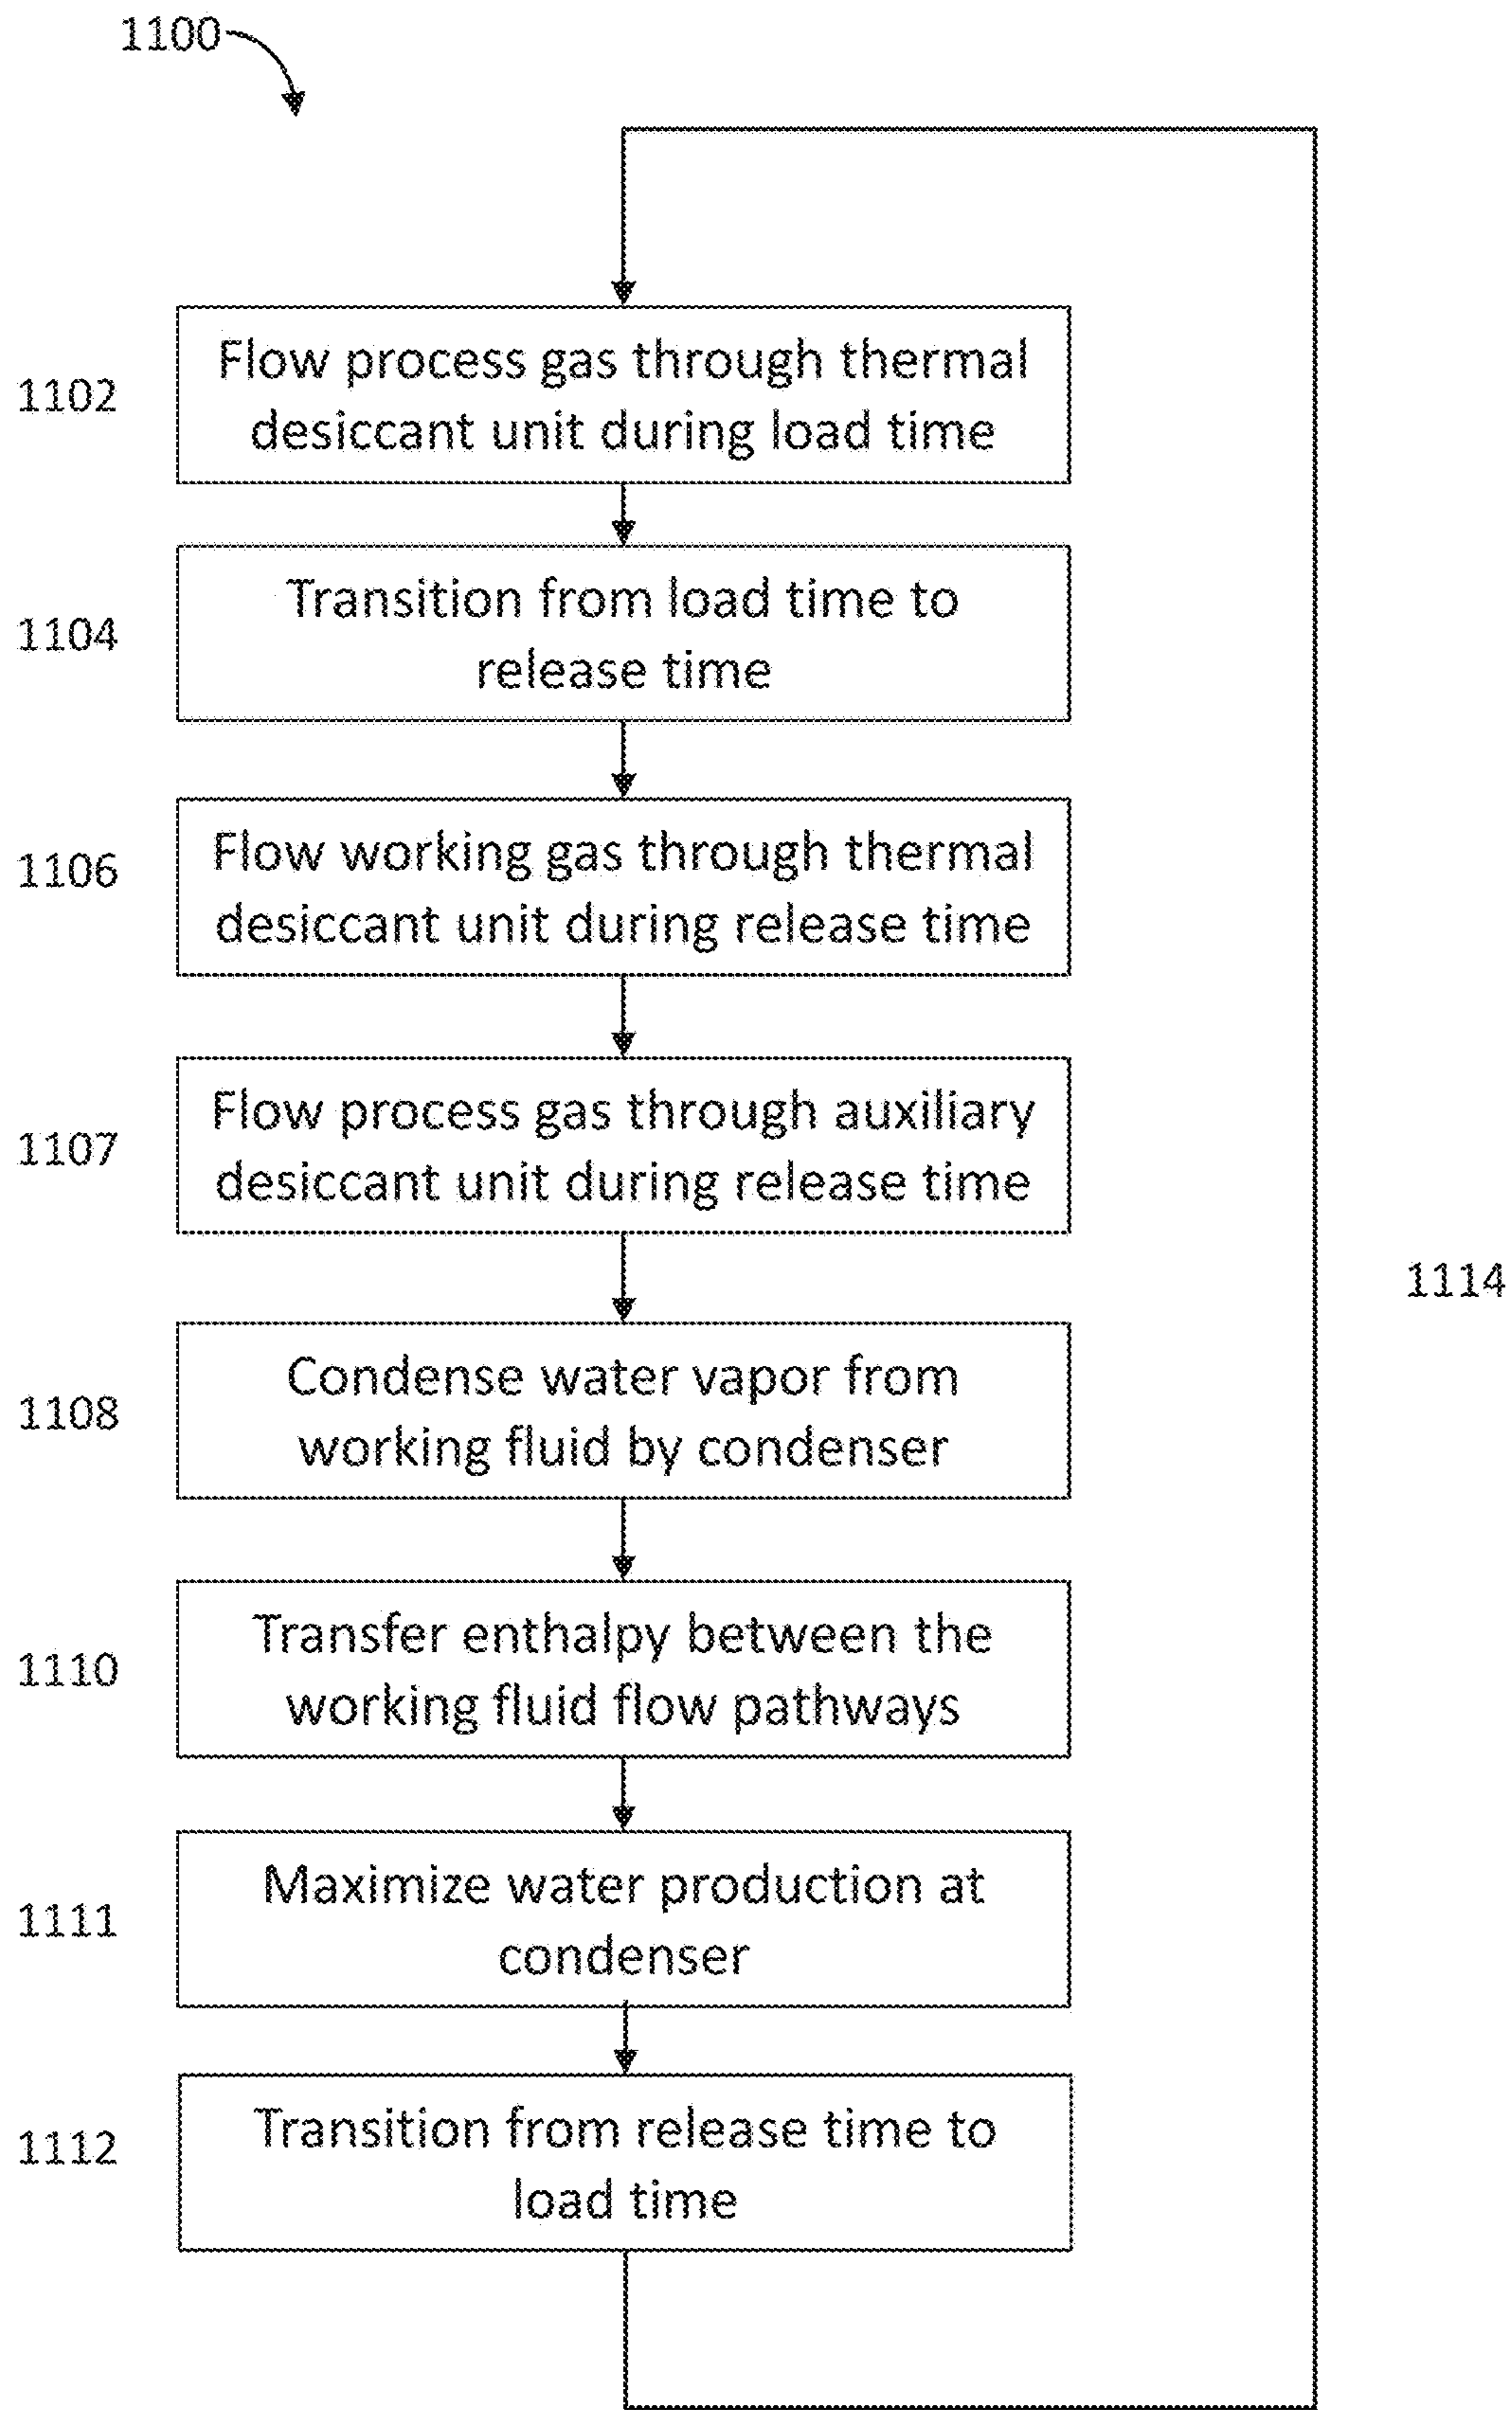 1100
1102
Flow process gas through thermal
desiccant unit during load time
1104
Transition from load time to
release time
1106
Flow working gas through thermal
desiccant unit during release time
1107
Flow process gas through auxiliary
desiccant unit during release time
1114
1108
Condense water vapor from
working fluid by condenser
1110
Transfer enthalpy between the
working fluid flow pathways
1111
Maximize water production at
condenser
1112
Transition from release time to
load time